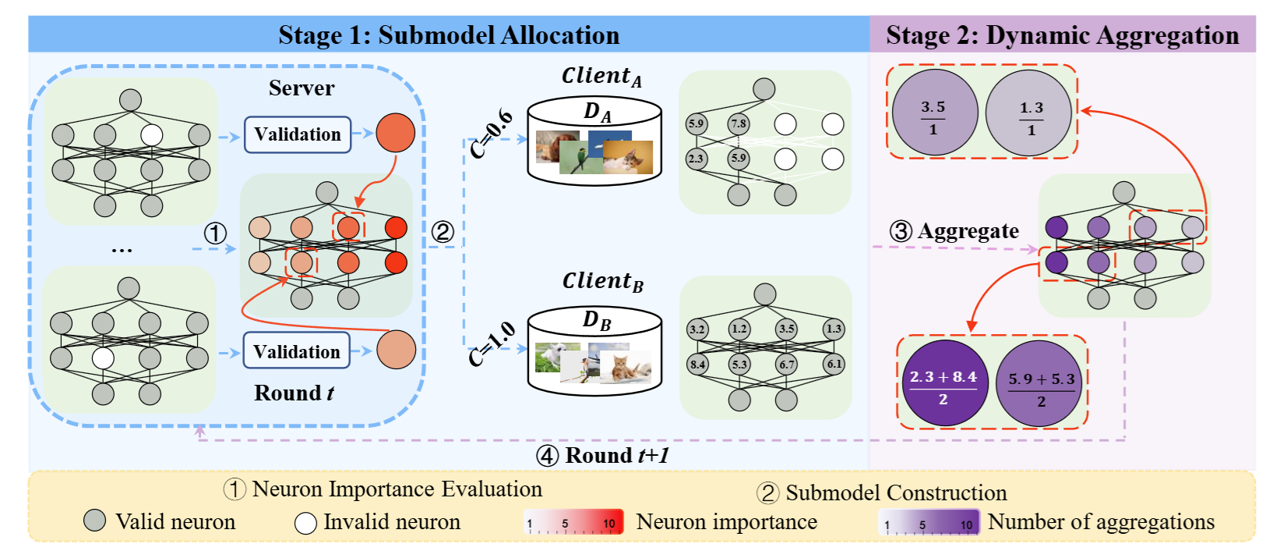 Stage 1: Submodel Allocation
Stage 2: Dynamic Aggregation
Server
Validation
...
①
Validation
Round t
②
C=0.6
Client_A
D_A
5.9 7.8
2.3 5.9
C=1.0
Client_B
D_B
3.2 1.2 3.5 1.3
8.4 5.3 6.7 6.1
3.5/1
1.3/1
③ Aggregate
2.3+8.4/2
5.9+5.3/2
④ Round t+1
① Neuron Importance Evaluation
② Submodel Construction
Valid neuron
Invalid neuron
1 5 10
Neuron importance
1 5 10
Number of aggregations